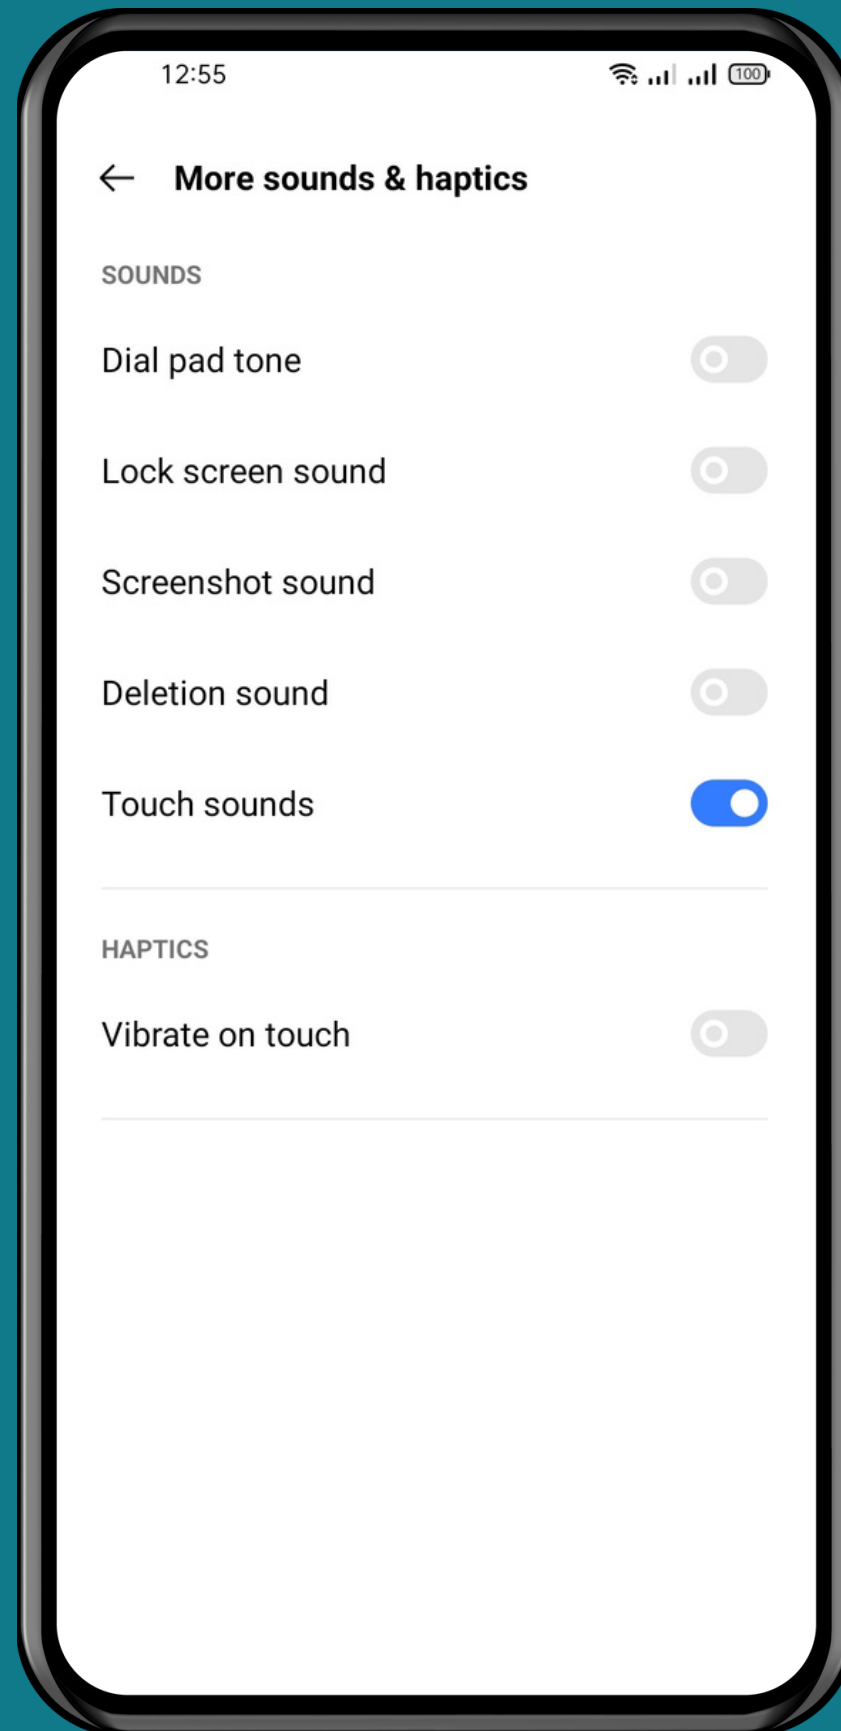 12:55 100
More sounds & haptics
SOUNDS
Dial pad tone
Lock screen sound
Screenshot sound
Deletion sound
Touch sounds
HAPTICS
Vibrate on touch